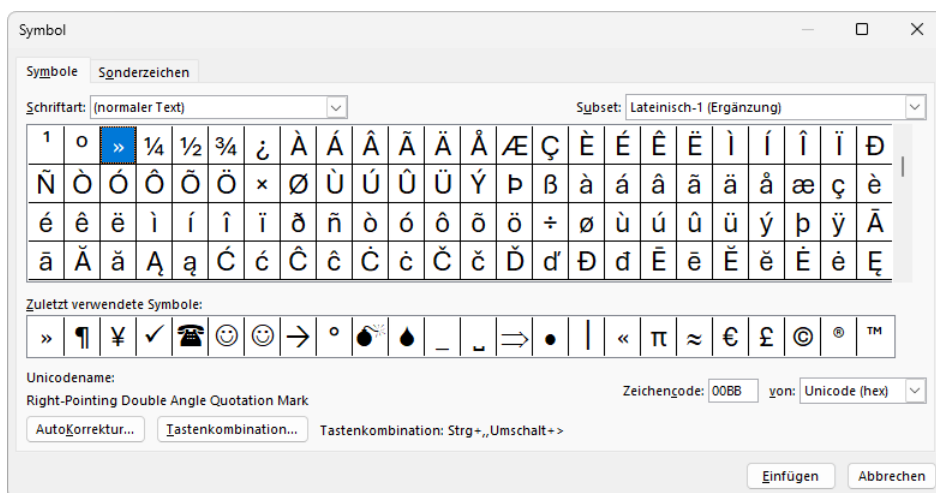 Symbol
Symbole Sonderzeichen
Schriftart: (normaler Text) Subset: Lateinisch-1 (Ergänzung)
¹ º » ¼ ½ ¾ ¿ À Á Â Ã Ä Å Æ Ç È É Ê Ë Ì Í Î Ï Ð
Ñ Ò Ó Ô Õ Ö × Ø Ù Ú Û Ü Ý Þ ß à á â ã ä å æ ç è
é ê ë ì í î ï ð ñ ò ó ô õ ö ÷ ø ù ú û ü ý þ ÿ Ā
ā Ă ă Ą ą Ć ć Ĉ ĉ Ċ ċ Č č Ď ď Đ đ Ē ē Ĕ ĕ Ė ė Ę
Zuletzt verwendete Symbole:
» ¶ ¥ ✓ ☎ ☺ ☺ → ° 💣 💧 _ ␣ ⇒ ● │ « π ≈ € £ © ® ™
Unicodename:
Right-Pointing Double Angle Quotation Mark
Zeichencode: 00BB von: Unicode (hex)
AutoKorrektur... Tastenkombination... Tastenkombination: Strg+,,Umschalt+>
Einfügen Abbrechen